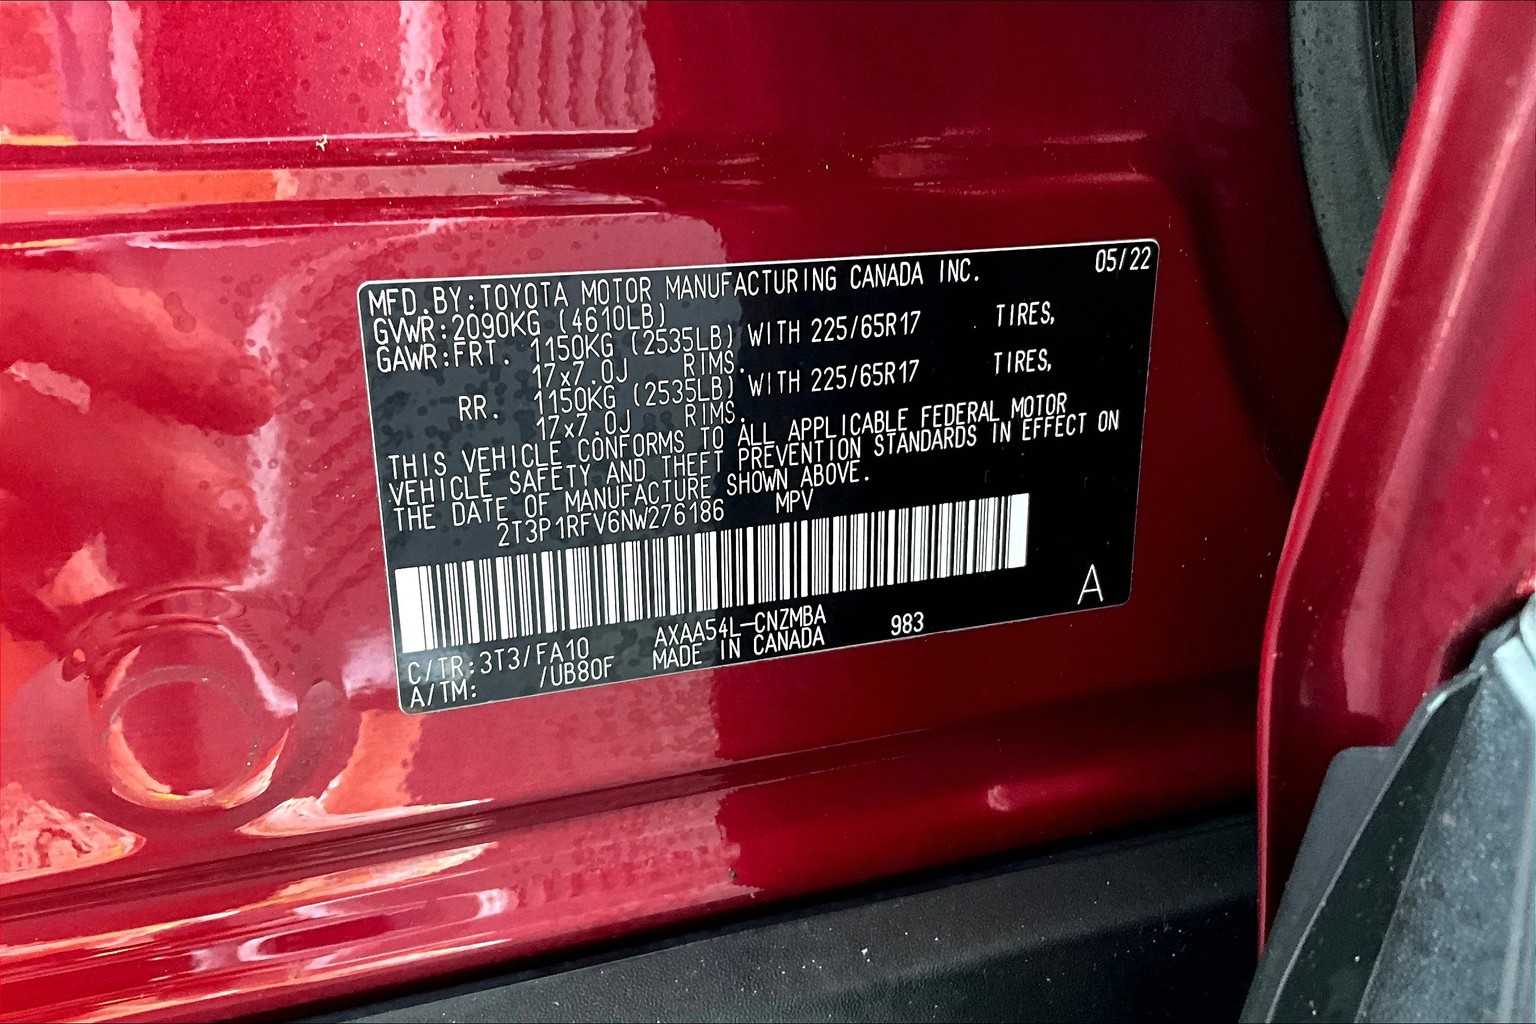 MFD.BY:TOYOTA MOTOR MANUFACTURING CANADA INC. 05/22
GVWR:2090KG (4610LB)
GAWR:FRT. 1150KG (2535LB) WITH 225/65R17 TIRES,
17x7.0J RIMS.
RR. 1150KG (2535LB) WITH 225/65R17 TIRES,
17x7.0J RIMS.
THIS VEHICLE CONFORMS TO ALL APPLICABLE FEDERAL MOTOR
VEHICLE SAFETY AND THEFT PREVENTION STANDARDS IN EFFECT ON
THE DATE OF MANUFACTURE SHOWN ABOVE.
2T3P1RFV6NW276186 MPV
A
C/TR:3T3/FA10 AXAA54L-CNZMBA 983
A/TM: /UB80F MADE IN CANADA